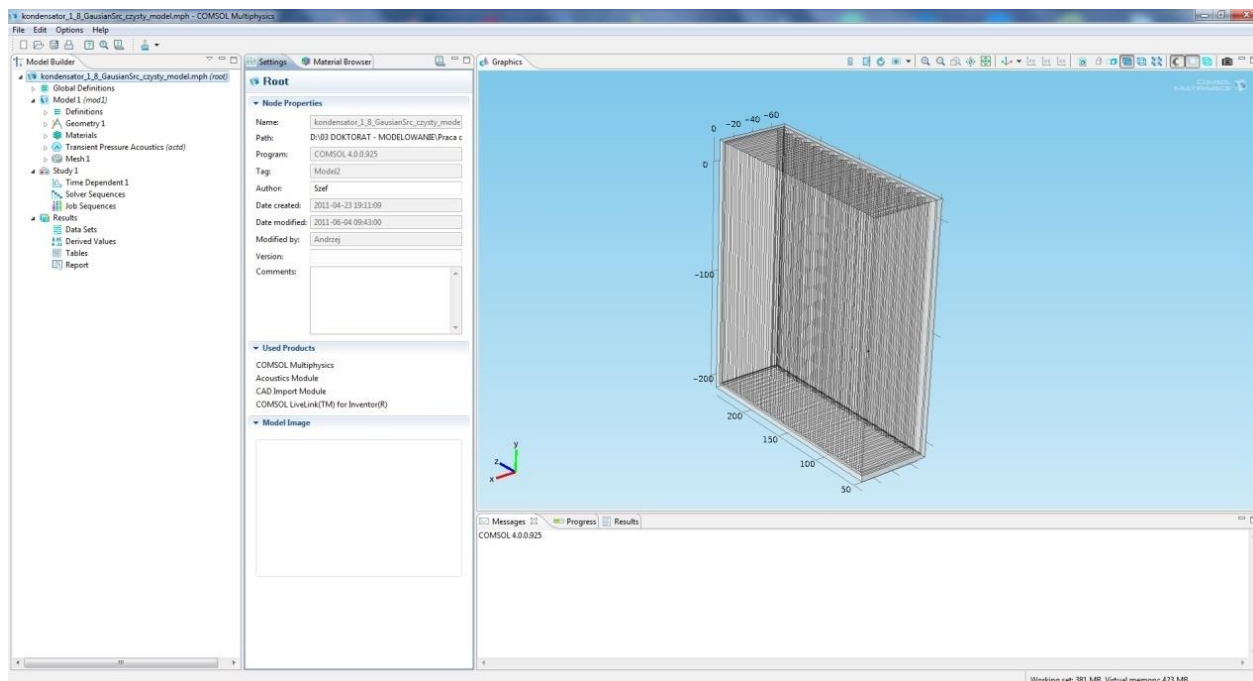 kondensator_1_8_GausianSrc_czysty_model.mph - COMSOL Multiphysics
File Edit Options Help
Model Builder
kondensator_1_8_GausianSrc_czysty_model.mph (root)
Global Definitions
Model 1 (mod1)
Definitions
Geometry 1
Materials
Transient Pressure Acoustics (actd)
Mesh 1
Study 1
Time Dependent 1
Solver Sequences
Job Sequences
Results
Data Sets
Derived Values
Tables
Report
Settings Material Browser
Root
Node Properties
Name: kondensator_1_8_GausianSrc_czysty_mode
Path: D:\03 DOKTORAT - MODELOWANIE\Praca c
Program: COMSOL 4.0.0.925
Tag: Model2
Author: Szef
Date created: 2011-04-23 19:11:09
Date modified: 2011-06-04 09:43:00
Modified by: Andrzej
Version:
Comments:
Used Products
COMSOL Multiphysics
Acoustics Module
CAD Import Module
COMSOL LiveLink(TM) for Inventor(R)
Model Image
Graphics
COMSOL
MULTIPHYSICS
0 -20 -40 -60
0
-100
-200
200
150
100
50
y
z
x
Messages Progress Results
COMSOL 4.0.0.925
Working set: 381 MB, Virtual memory: 423 MB